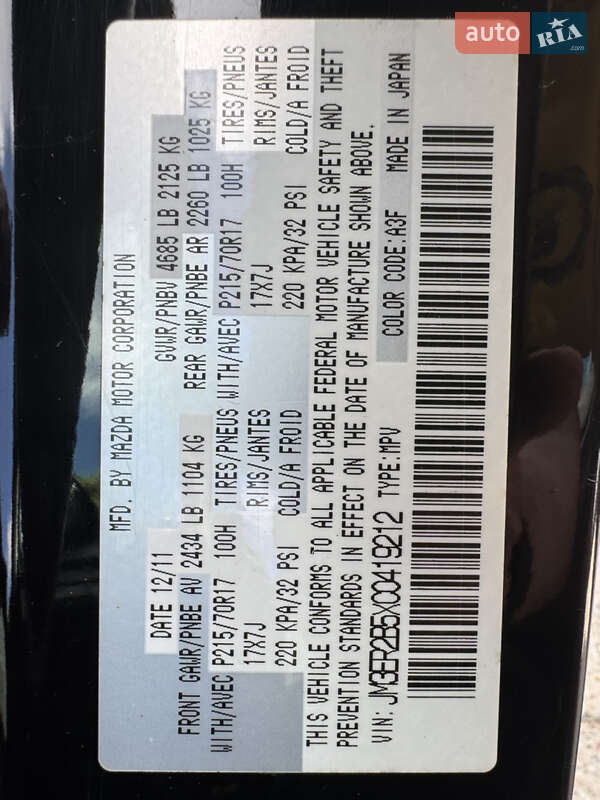 MFD. BY MAZDA MOTOR CORPORATION
DATE 12/11 GVWR/PNBV 4685 LB 2125 KG
FRONT GAWR/PNBE AV 2434 LB 1104 KG REAR GAWR/PNBE AR 2260 LB 1025 KG
WITH/AVEC P215/70R17 100H TIRES/PNEUS WITH/AVEC P215/70R17 100H TIRES/PNEUS
17X7J RIMS/JANTES 17X7J RIMS/JANTES
220 KPA/32 PSI COLD/A FROID 220 KPA/32 PSI COLD/A FROID
THIS VEHICLE CONFORMS TO ALL APPLICABLE FEDERAL MOTOR VEHICLE SAFETY AND THEFT
PREVENTION STANDARDS IN EFFECT ON THE DATE OF MANUFACTURE SHOWN ABOVE.
VIN: JM3ER2B5XC0419212 TYPE: MPV COLOR CODE: A3F MADE IN JAPAN
auto RIA.com